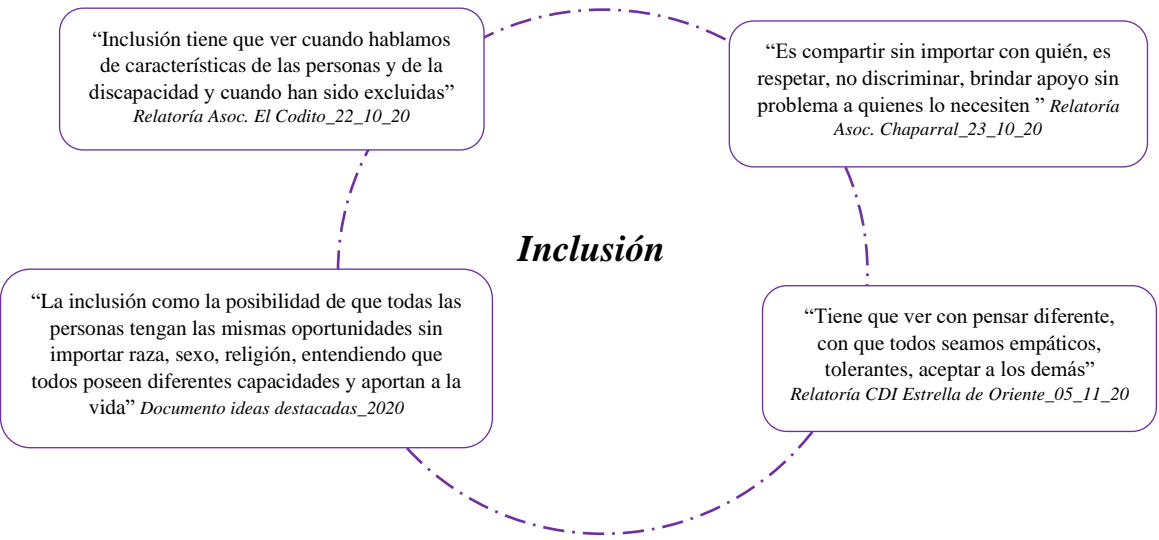 “Inclusión tiene que ver cuando hablamos
de características de las personas y de la
discapacidad y cuando han sido excluidas”
Relatoría Asoc. El Codito_22_10_20
“Es compartir sin importar con quién, es
respetar, no discriminar, brindar apoyo sin
problema a quienes lo necesiten ” Relatoría
Asoc. Chaparral_23_10_20
Inclusión
“La inclusión como la posibilidad de que todas las
personas tengan las mismas oportunidades sin
importar raza, sexo, religión, entendiendo que
todos poseen diferentes capacidades y aportan a la
vida” Documento ideas destacadas_2020
“Tiene que ver con pensar diferente,
con que todos seamos empáticos,
tolerantes, aceptar a los demás”
Relatoría CDI Estrella de Oriente_05_11_20